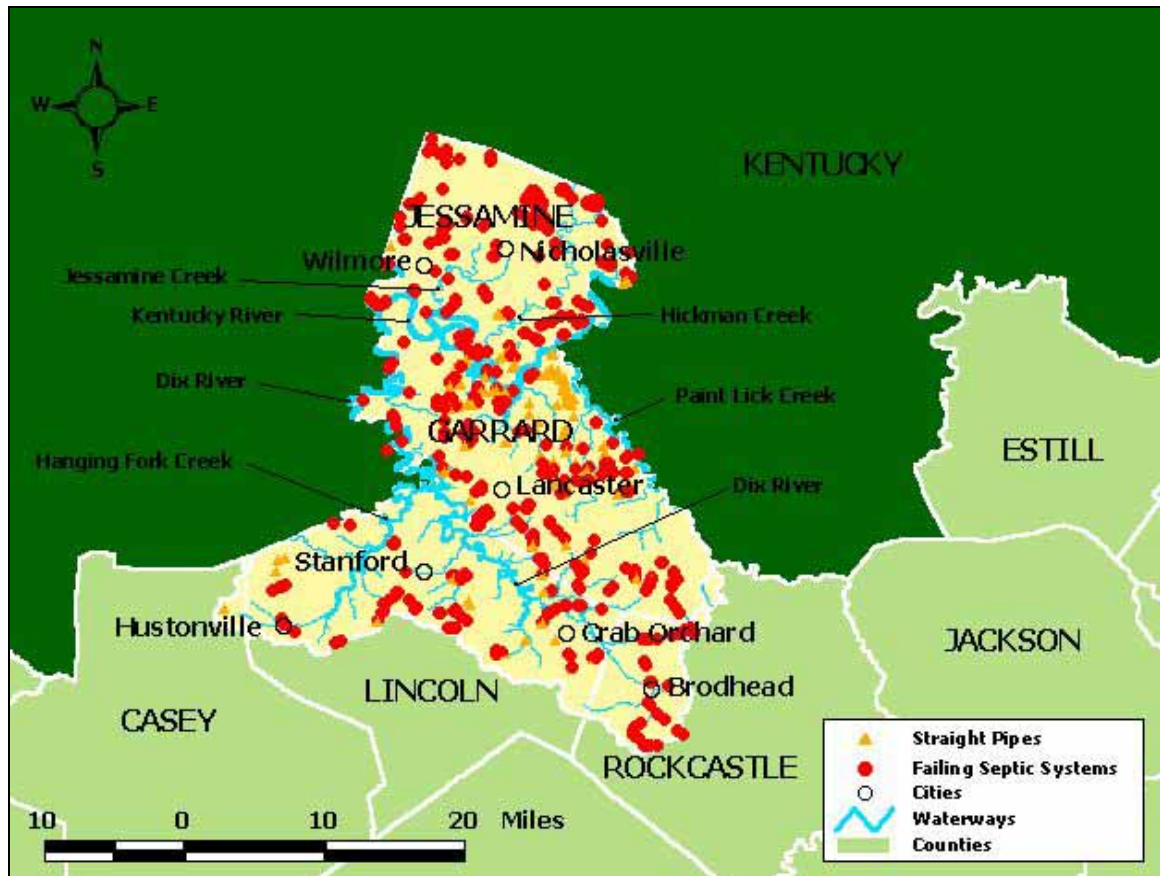 N
W E
S
KENTUCKY
JESSAMINE
Nicholasville
Wilmore
Jessamine Creek
Kentucky River
Hickman Creek
Dix River
Paint Lick Creek
GARRARD
ESTILL
Hanging Fork Creek
Lancaster
Dix River
Stanford
Hustonville
Crab Orchard
JACKSON
LINCOLN
Brodhead
CASEY
ROCKCASTLE
Straight Pipes
Failing Septic Systems
Cities
Waterways
Counties
10 0 10 20 Miles